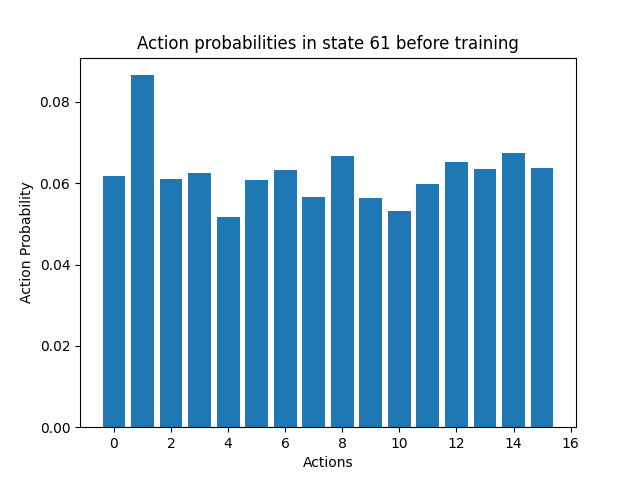 Action probabilities in state 61 before training
Action Probability
0.08
0.06
0.04
0.02
0.00
0 2 4 6 8 10 12 14 16
Actions